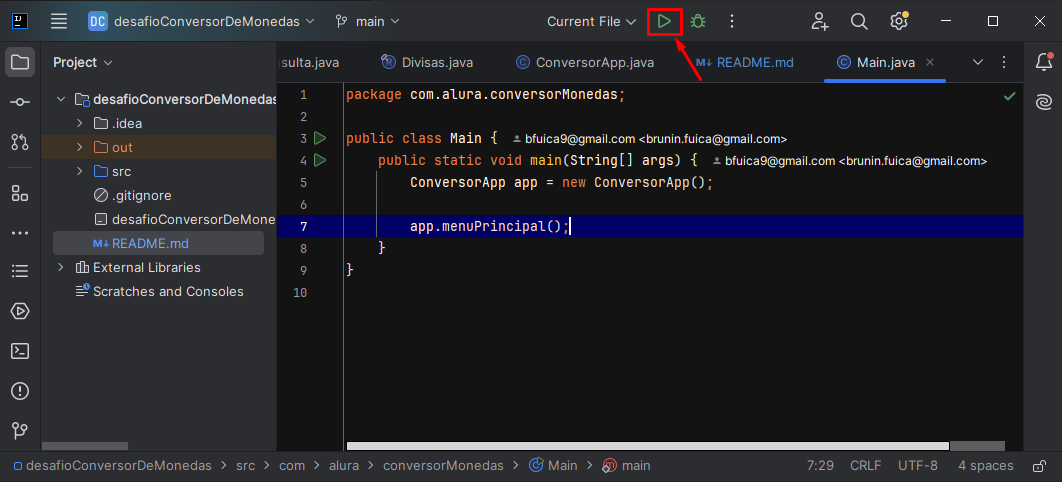 DC desafioConversorDeMonedas main Current File
Project
sulta.java Divisas.java ConversorApp.java README.md Main.java
desafioConversorDeMonedas
.idea
out
src
.gitignore
desafioConversorDeMone
README.md
External Libraries
Scratches and Consoles
1 package com.alura.conversorMonedas;
2
3 public class Main { bfuica9@gmail.com <brunin.fuica@gmail.com>
4 public static void main(String[] args) { bfuica9@gmail.com <brunin.fuica@gmail.com>
5 ConversorApp app = new ConversorApp();
6
7 app.menuPrincipal();
8 }
9 }
10
desafioConversorDeMonedas > src > com > alura > conversorMonedas > Main > main 7:29 CRLF UTF-8 4 spaces